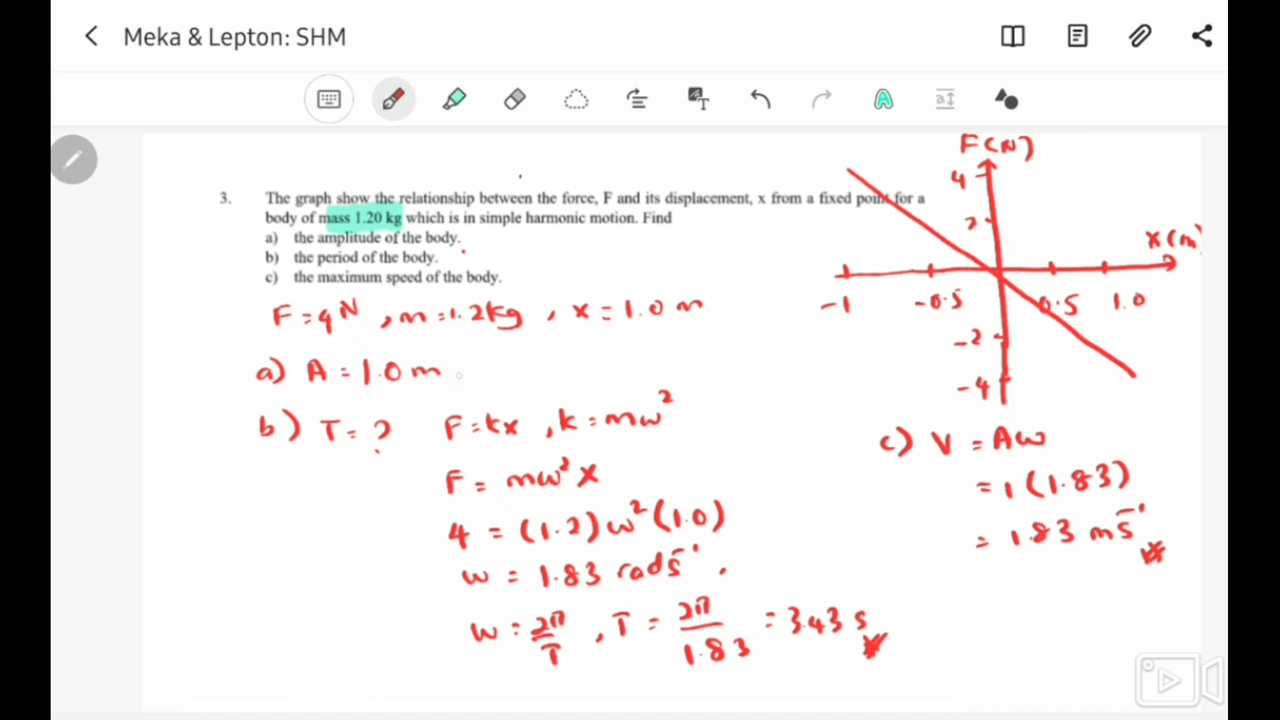 Meka & Lepton: SHM
3. The graph show the relationship between the force, F and its displacement, x from a fixed point for a
body of mass 1.20 kg which is in simple harmonic motion. Find
a) the amplitude of the body.
b) the period of the body.
c) the maximum speed of the body.
F(N)
4
2
x(m)
-1
-0.5
0.5
1.0
-2
-4
F = 4N , m = 1.2kg , x = 1.0 m
a) A = 1.0 m
b) T = ? F = kx , k = mω²
F = mω²x
4 = (1.2)ω²(1.0)
ω = 1.83 rads⁻¹ .
ω = 2π/T , T = 2π/1.83 = 3.43 s
c) V = Aω
= 1(1.83)
= 1.83 ms⁻¹